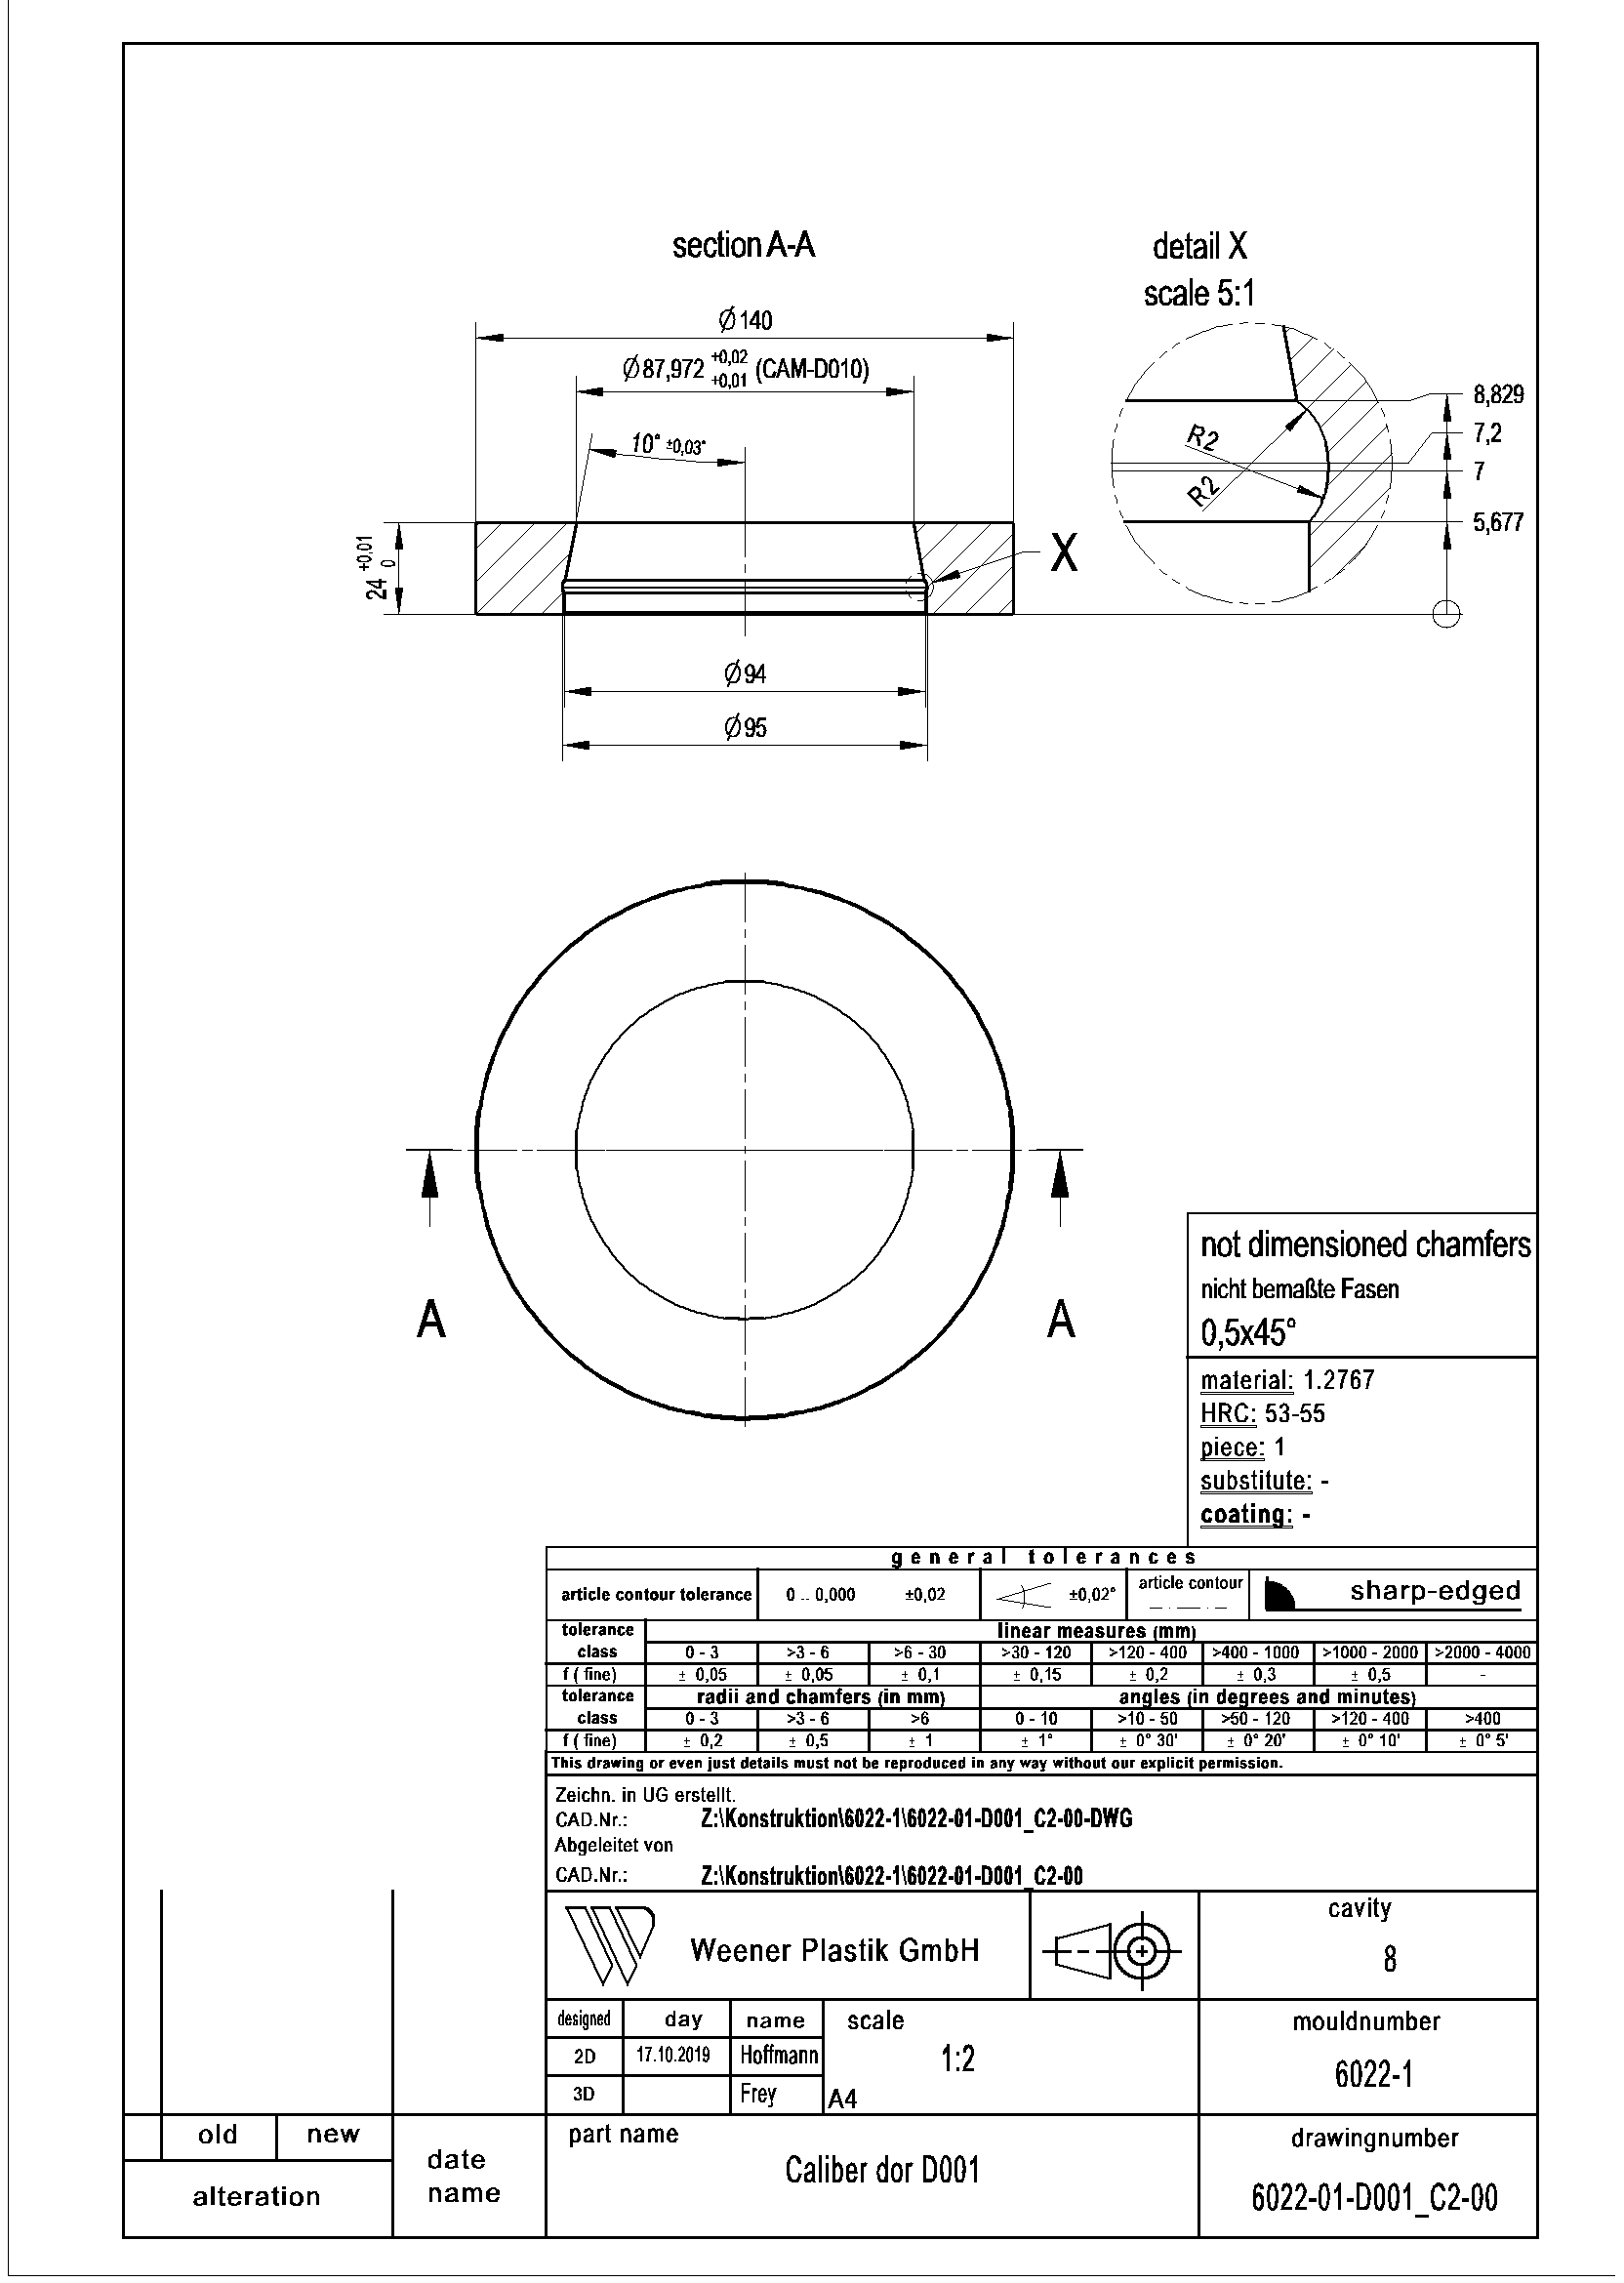 section A-A
detail X
scale 5:1
Ø140
Ø87,972 +0,02 +0,01 (CAM-D010)
10° ±0,03°
24 +0,01 0
X
R2
R2
8,829
7,2
7
5,677
Ø94
Ø95
A
A
not dimensioned chamfers
nicht bemaßte Fasen
0,5x45°
material: 1.2767
HRC: 53-55
piece: 1
substitute: -
coating: -
general tolerances
article contour tolerance 0 .. 0,000 ±0,02 ±0,02° article contour sharp-edged
tolerance class linear measures (mm)
0 - 3 >3 - 6 >6 - 30 >30 - 120 >120 - 400 >400 - 1000 >1000 - 2000 >2000 - 4000
f ( fine) ± 0,05 ± 0,05 ± 0,1 ± 0,15 ± 0,2 ± 0,3 ± 0,5 -
tolerance class radii and chamfers (in mm) angles (in degrees and minutes)
0 - 3 >3 - 6 >6 0 - 10 >10 - 50 >50 - 120 >120 - 400 >400
f ( fine) ± 0,2 ± 0,5 ± 1 ± 1° ± 0° 30' ± 0° 20' ± 0° 10' ± 0° 5'
This drawing or even just details must not be reproduced in any way without our explicit permission.
Zeichn. in UG erstellt.
CAD.Nr.: Z:\Konstruktion\6022-1\6022-01-D001_C2-00-DWG
Abgeleitet von
CAD.Nr.: Z:\Konstruktion\6022-1\6022-01-D001_C2-00
Weener Plastik GmbH
cavity
8
designed day name scale
2D 17.10.2019 Hoffmann 1:2
3D Frey A4
mouldnumber
6022-1
old new
alteration
date
name
part name
Caliber dor D001
drawingnumber
6022-01-D001_C2-00